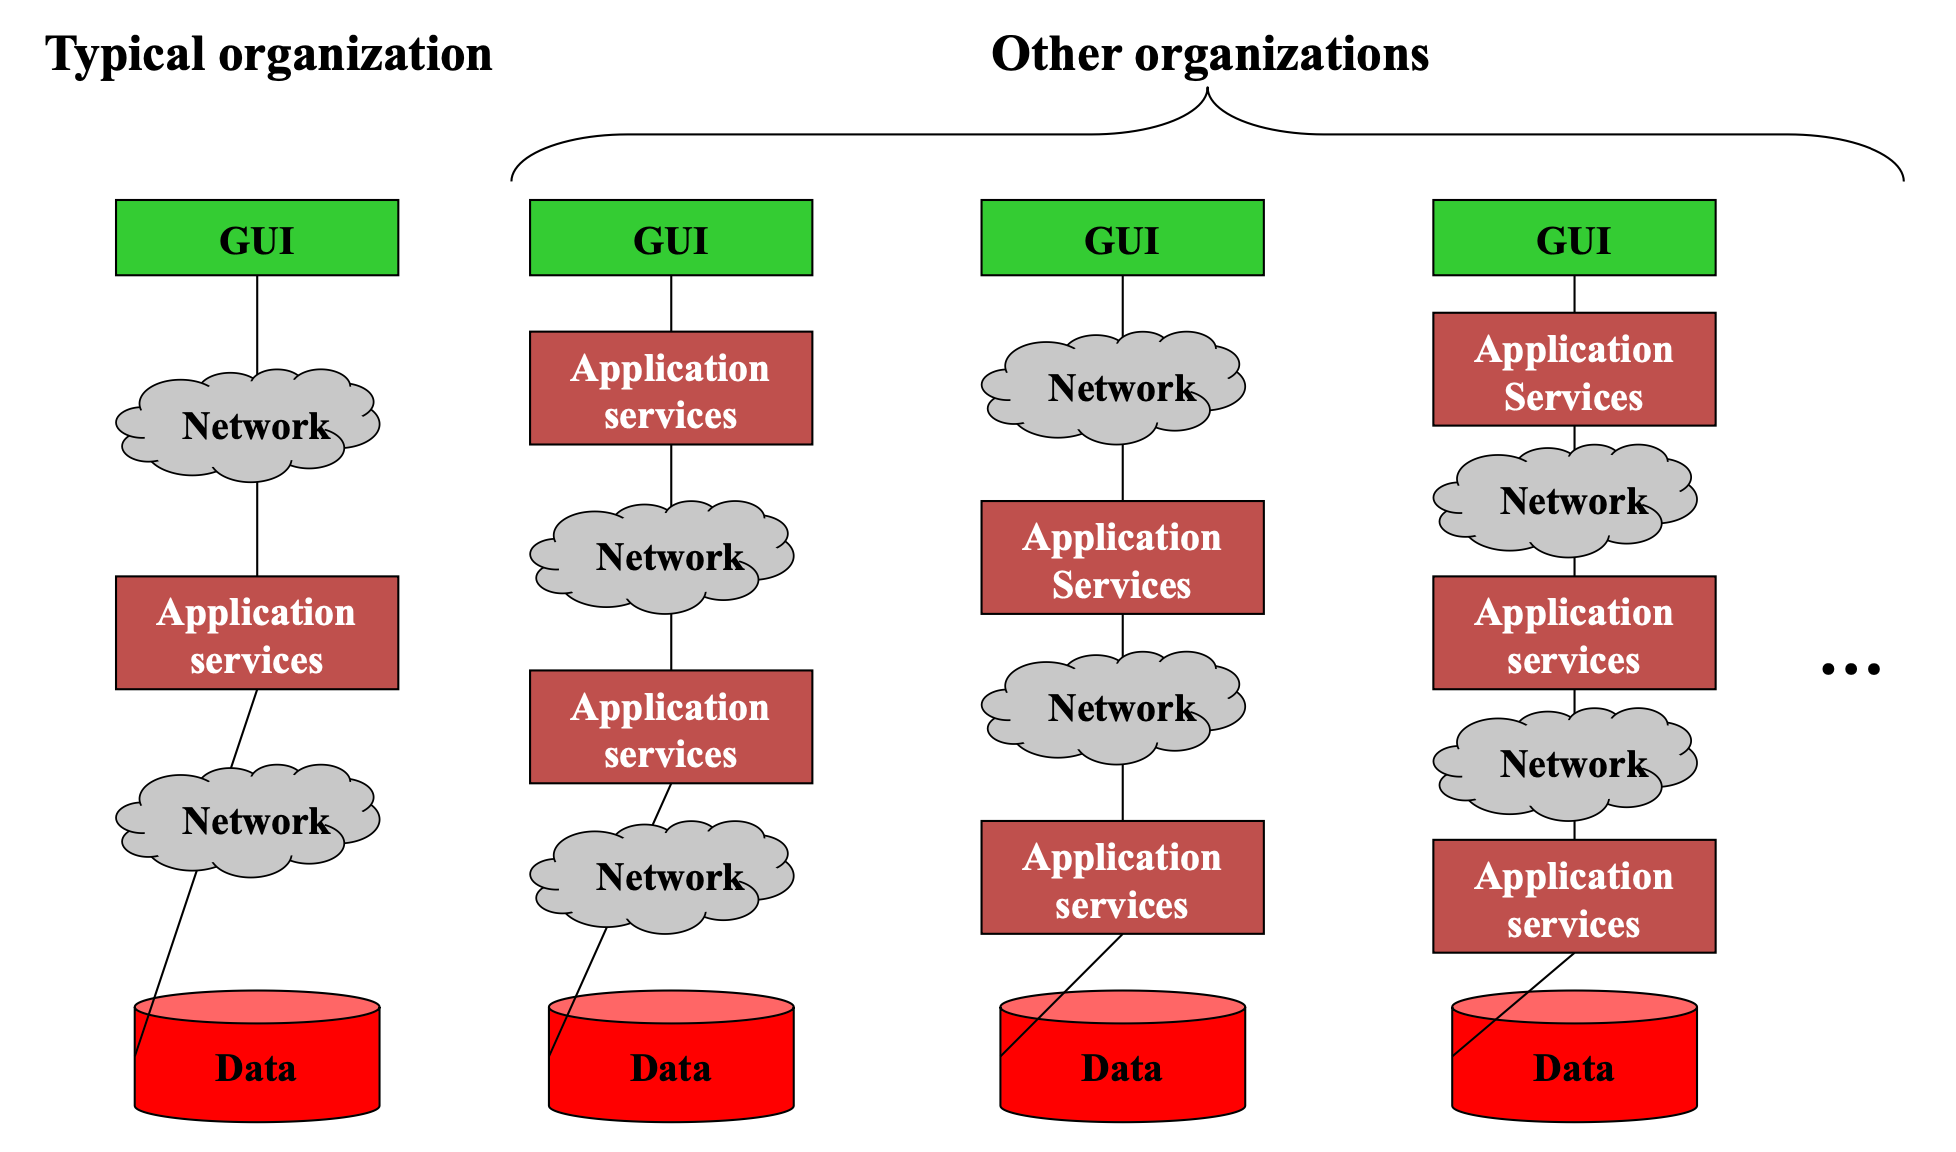 Typical organization
Other organizations
GUI
Network
Application
services
Network
Data
GUI
Application
services
Network
Application
services
Network
Data
GUI
Network
Application
Services
Network
Application
services
Data
GUI
Application
Services
Network
Application
services
Network
Application
services
Data
...